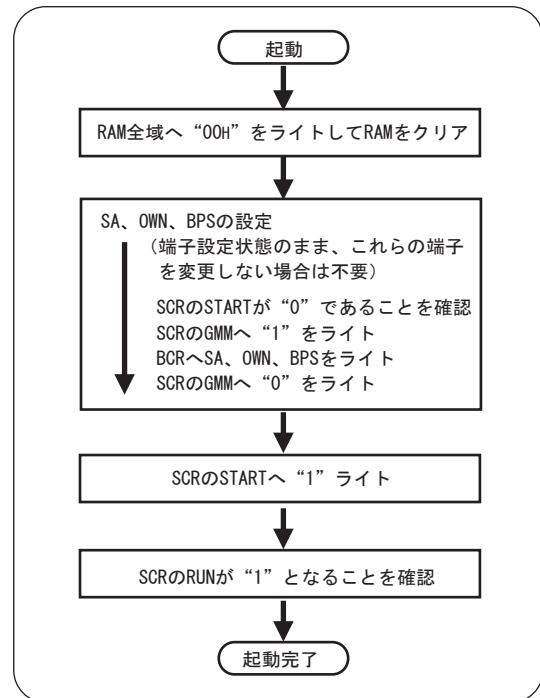 起動
RAM全域へ“00H”をライトしてRAMをクリア
SA、OWN、BPSの設定
(端子設定状態のまま、これらの端子
を変更しない場合は不要)
SCRのSTARTが“0”であることを確認
SCRのGMMへ“1”をライト
BCRへSA、OWN、BPSをライト
SCRのGMMへ“0”をライト
SCRのSTARTへ“1”ライト
SCRのRUNが“1”となることを確認
起動完了